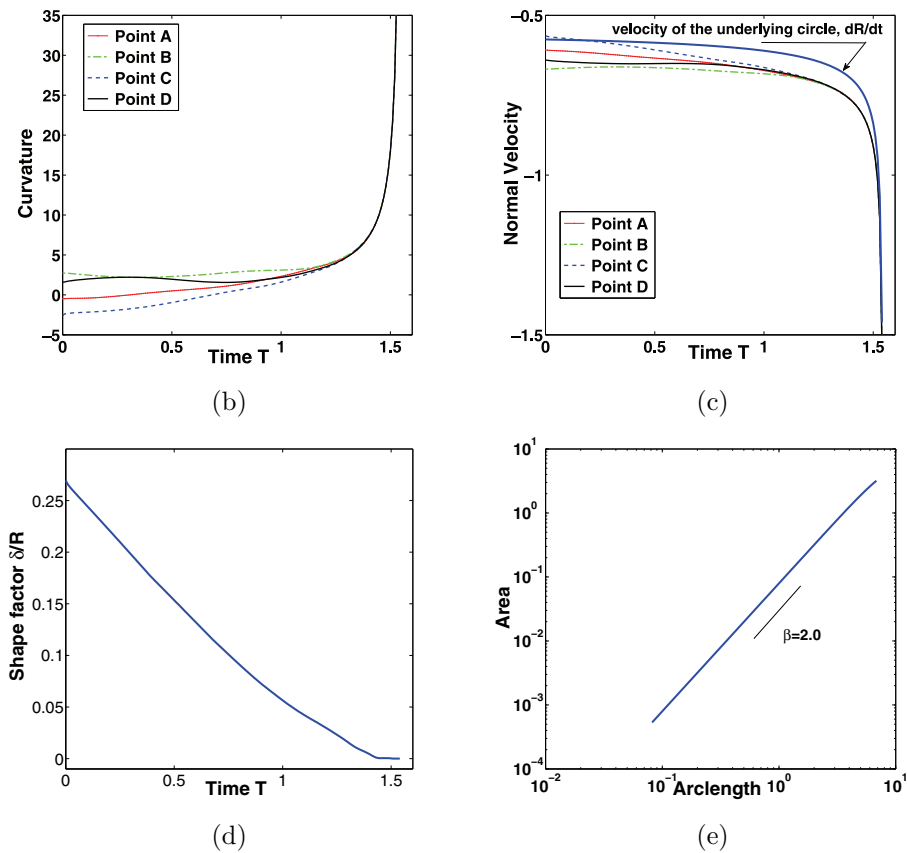 35
30
25
20
15
10
5
0
−5
0
0.5
1
1.5
Curvature
Time T
Point A
Point B
Point C
Point D
(b)
−0.5
−1
−1.5
0
0.5
1
1.5
Normal Velocity
Time T
velocity of the underlying circle, dR/dt
Point A
Point B
Point C
Point D
(c)
0.25
0.2
0.15
0.1
0.05
0
0
0.5
1
1.5
Shape factor δ/R
Time T
(d)
10^1
10^0
10^−1
10^−2
10^−3
10^−4
10^−2
10^−1
10^0
10^1
Area
Arclength
β=2.0
(e)